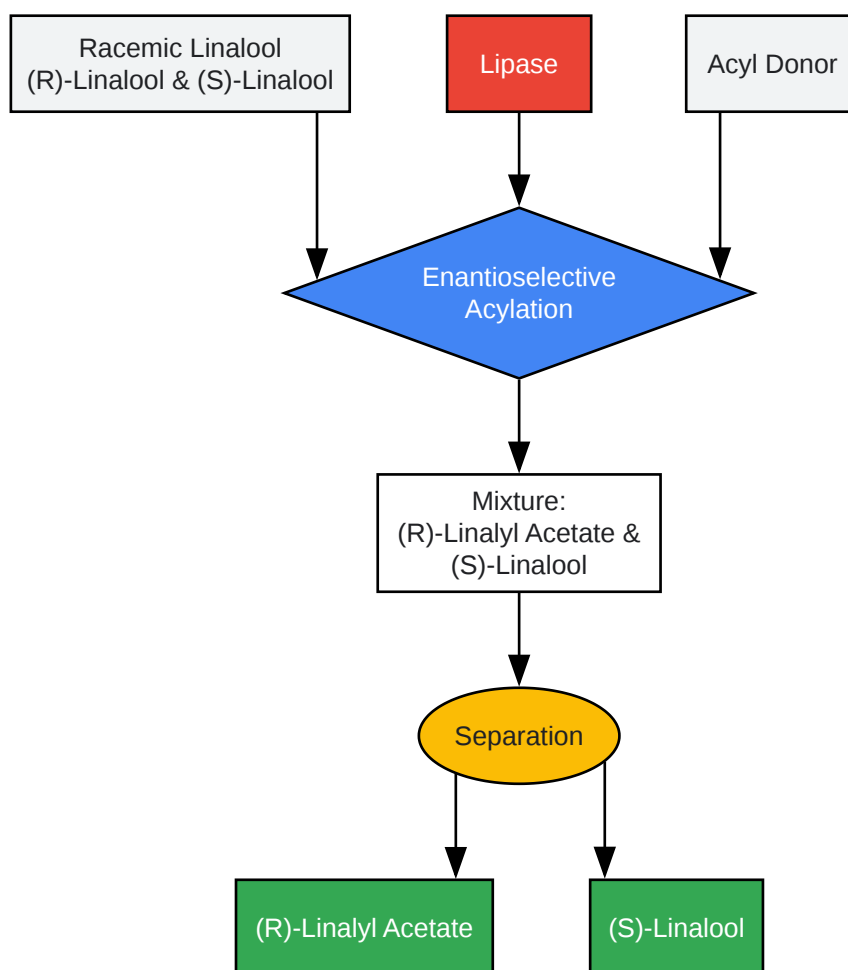 Racemic Linalool
(R)-Linalool & (S)-Linalool
Lipase
Acyl Donor
Enantioselective
Acylation
Mixture:
(R)-Linalyl Acetate &
(S)-Linalool
Separation
(R)-Linalyl Acetate
(S)-Linalool